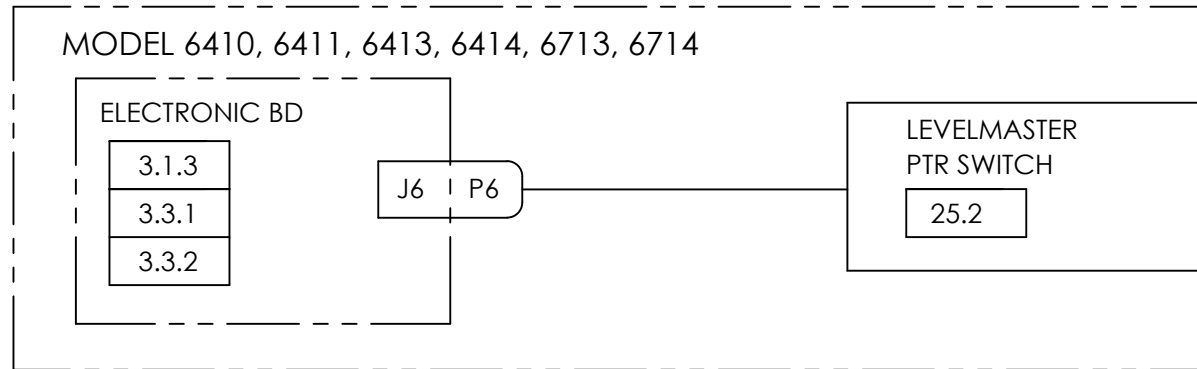 MODEL 6410, 6411, 6413, 6414, 6713, 6714
ELECTRONIC BD
3.1.3
3.3.1
3.3.2
J6
P6
LEVELMASTER
PTR SWITCH
25.2